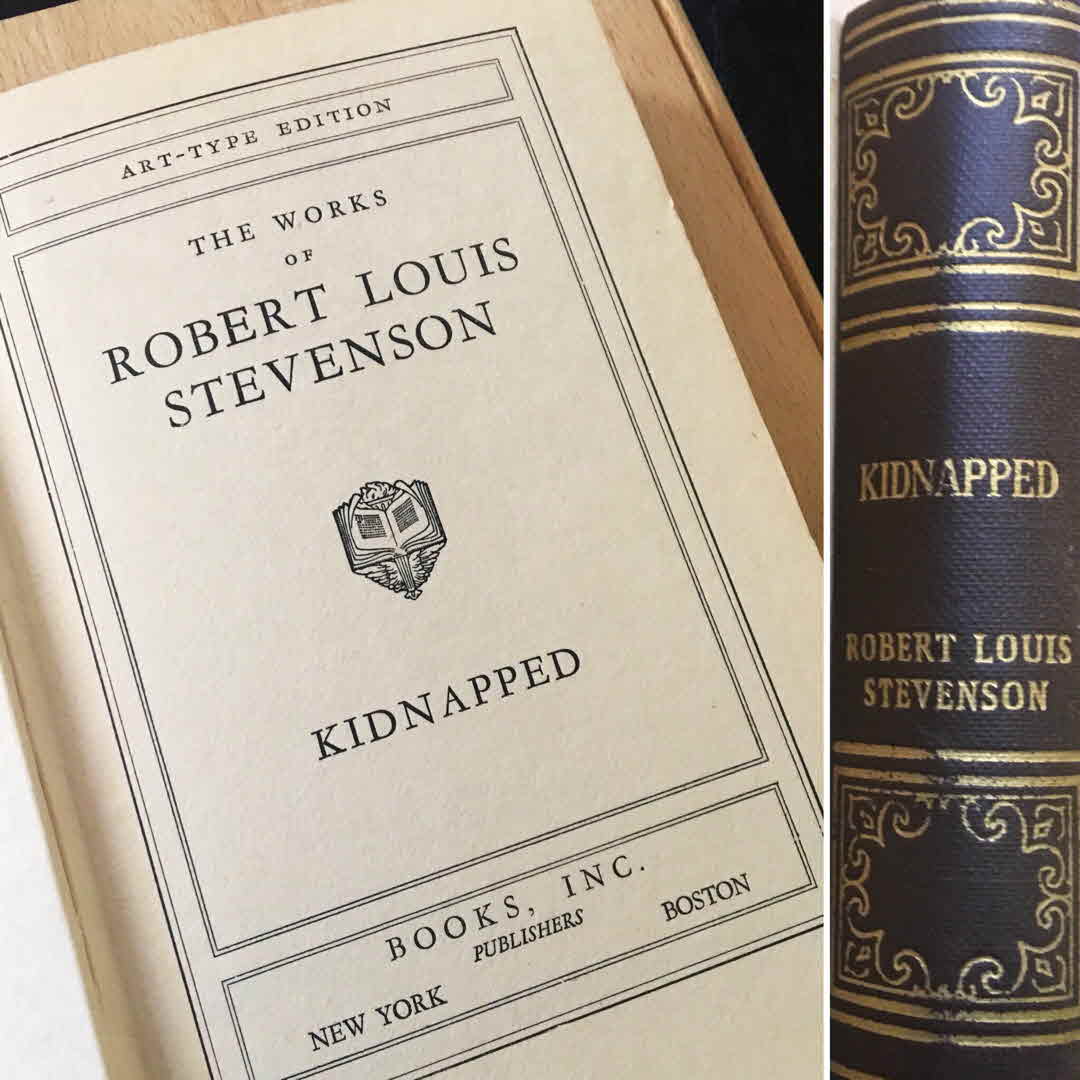 ART-TYPE EDITION
THE WORKS
OF
ROBERT LOUIS
STEVENSON
KIDNAPPED
BOOKS, INC.
PUBLISHERS
NEW YORK BOSTON
KIDNAPPED
ROBERT LOUIS
STEVENSON